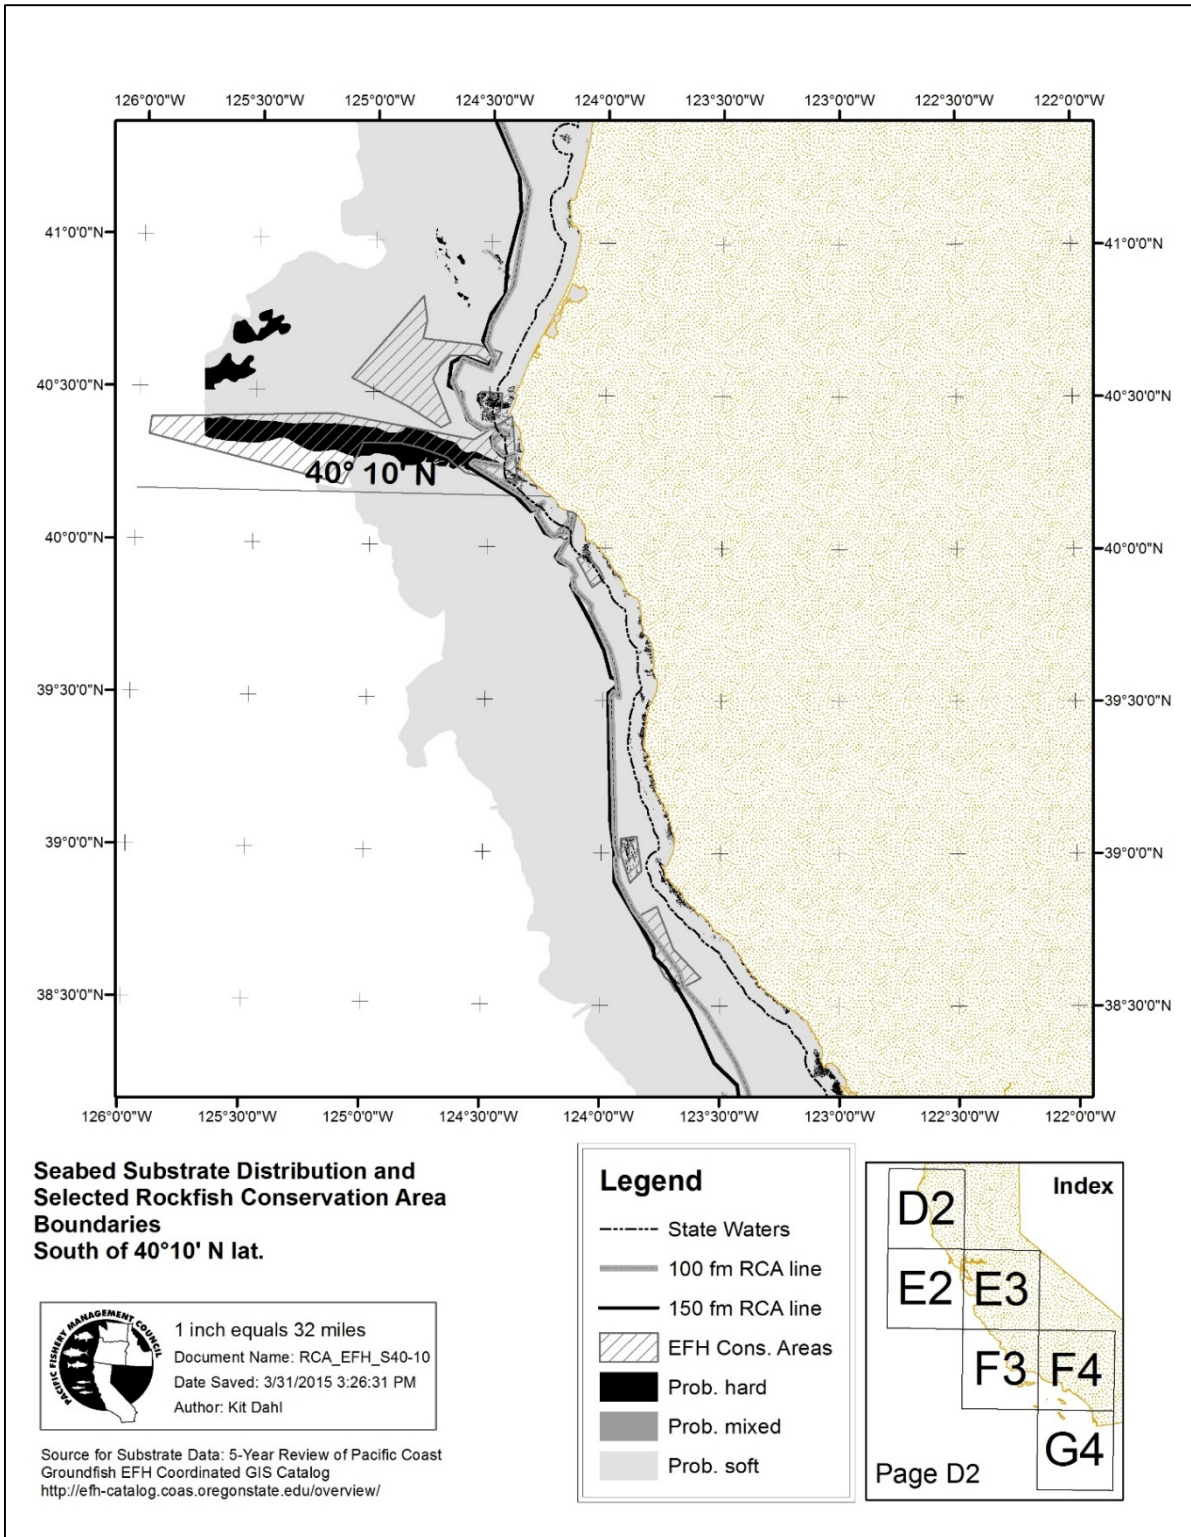 126°0'0"W 125°30'0"W 125°0'0"W 124°30'0"W 124°0'0"W 123°30'0"W 123°0'0"W 122°30'0"W 122°0'0"W
41°0'0"N 41°0'0"N
40°30'0"N 40°30'0"N
40° 10' N
40°0'0"N 40°0'0"N
39°30'0"N 39°30'0"N
39°0'0"N 39°0'0"N
38°30'0"N 38°30'0"N
126°0'0"W 125°30'0"W 125°0'0"W 124°30'0"W 124°0'0"W 123°30'0"W 123°0'0"W 122°30'0"W 122°0'0"W
Seabed Substrate Distribution and
Selected Rockfish Conservation Area
Boundaries
South of 40°10' N lat.
PACIFIC FISHERY MANAGEMENT COUNCIL
1 inch equals 32 miles
Document Name: RCA_EFH_S40-10
Date Saved: 3/31/2015 3:26:31 PM
Author: Kit Dahl
Source for Substrate Data: 5-Year Review of Pacific Coast
Groundfish EFH Coordinated GIS Catalog
http://efh-catalog.coas.oregonstate.edu/overview/
Legend
State Waters
100 fm RCA line
150 fm RCA line
EFH Cons. Areas
Prob. hard
Prob. mixed
Prob. soft
Index
D2
E2 E3
F3 F4
G4
Page D2